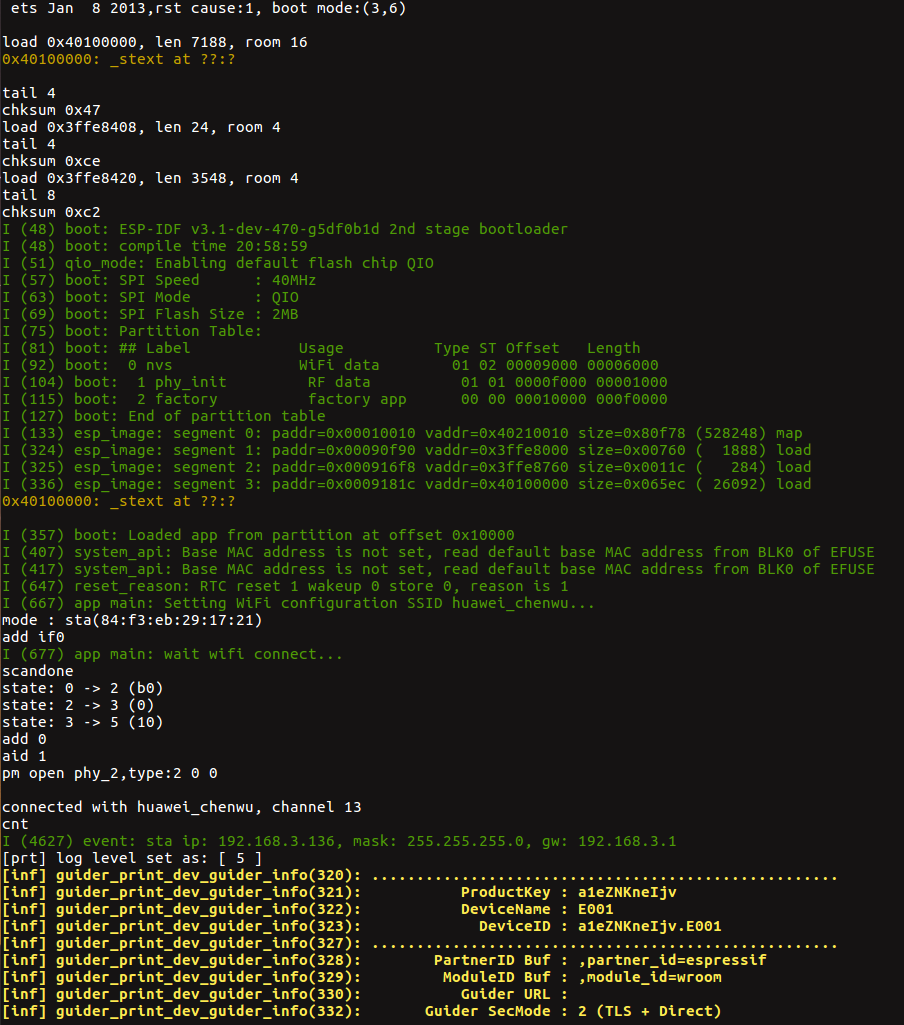 ets Jan  8 2013,rst cause:1, boot mode:(3,6)
load 0x40100000, len 7188, room 16
0x40100000: _stext at ??:?
tail 4
chksum 0x47
load 0x3ffe8408, len 24, room 4
tail 4
chksum 0xce
load 0x3ffe8420, len 3548, room 4
tail 8
chksum 0xc2
I (48) boot: ESP-IDF v3.1-dev-470-g5df0b1d 2nd stage bootloader
I (48) boot: compile time 20:58:59
I (51) qio_mode: Enabling default flash chip QIO
I (57) boot: SPI Speed      : 40MHz
I (63) boot: SPI Mode       : QIO
I (69) boot: SPI Flash Size : 2MB
I (75) boot: Partition Table:
I (81) boot: ## Label            Usage          Type ST Offset   Length
I (92) boot:  0 nvs              WiFi data        01 02 00009000 00006000
I (104) boot:  1 phy_init         RF data          01 01 0000f000 00001000
I (115) boot:  2 factory          factory app      00 00 00010000 000f0000
I (127) boot: End of partition table
I (133) esp_image: segment 0: paddr=0x00010010 vaddr=0x40210010 size=0x80f78 (528248) map
I (324) esp_image: segment 1: paddr=0x00090f90 vaddr=0x3ffe8000 size=0x00760 (  1888) load
I (325) esp_image: segment 2: paddr=0x000916f8 vaddr=0x3ffe8760 size=0x0011c (   284) load
I (336) esp_image: segment 3: paddr=0x0009181c vaddr=0x40100000 size=0x065ec ( 26092) load
0x40100000: _stext at ??:?
I (357) boot: Loaded app from partition at offset 0x10000
I (407) system_api: Base MAC address is not set, read default base MAC address from BLK0 of EFUSE
I (417) system_api: Base MAC address is not set, read default base MAC address from BLK0 of EFUSE
I (647) reset_reason: RTC reset 1 wakeup 0 store 0, reason is 1
I (667) app main: Setting WiFi configuration SSID huawei_chenwu...
mode : sta(84:f3:eb:29:17:21)
add if0
I (677) app main: wait wifi connect...
scandone
state: 0 -> 2 (b0)
state: 2 -> 3 (0)
state: 3 -> 5 (10)
add 0
aid 1
pm open phy_2,type:2 0 0
connected with huawei_chenwu, channel 13
cnt
I (4627) event: sta ip: 192.168.3.136, mask: 255.255.255.0, gw: 192.168.3.1
[prt] log level set as: [ 5 ]
[inf] guider_print_dev_guider_info(320): ....................................................
[inf] guider_print_dev_guider_info(321):           ProductKey : a1eZNKneIjv
[inf] guider_print_dev_guider_info(322):           DeviceName : E001
[inf] guider_print_dev_guider_info(323):             DeviceID : a1eZNKneIjv.E001
[inf] guider_print_dev_guider_info(327): ....................................................
[inf] guider_print_dev_guider_info(328):        PartnerID Buf : ,partner_id=espressif
[inf] guider_print_dev_guider_info(329):         ModuleID Buf : ,module_id=wroom
[inf] guider_print_dev_guider_info(330):           Guider URL :
[inf] guider_print_dev_guider_info(332):       Guider SecMode : 2 (TLS + Direct)